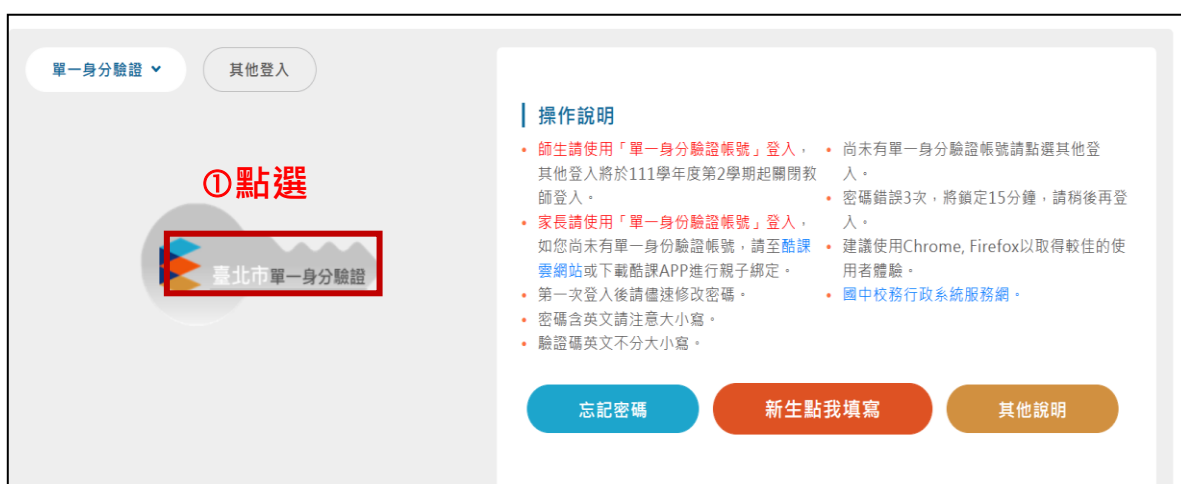 單一身分驗證
其他登入
①點選
臺北市單一身分驗證
操作說明
• 師生請使用「單一身分驗證帳號」登入，
其他登入將於111學年度第2學期起關閉教
師登入。
• 家長請使用「單一身份驗證帳號」登入，
如您尚未有單一身份驗證帳號，請至酷課
雲網站或下載酷課APP進行親子綁定。
• 第一次登入後請儘速修改密碼。
• 密碼含英文請注意大小寫。
• 驗證碼英文不分大小寫。
• 尚未有單一身分驗證帳號請點選其他登
入。
• 密碼錯誤3次，將鎖定15分鐘，請稍後再登
入。
• 建議使用Chrome, Firefox以取得較佳的使
用者體驗。
• 國中校務行政系統服務網。
忘記密碼
新生點我填寫
其他說明